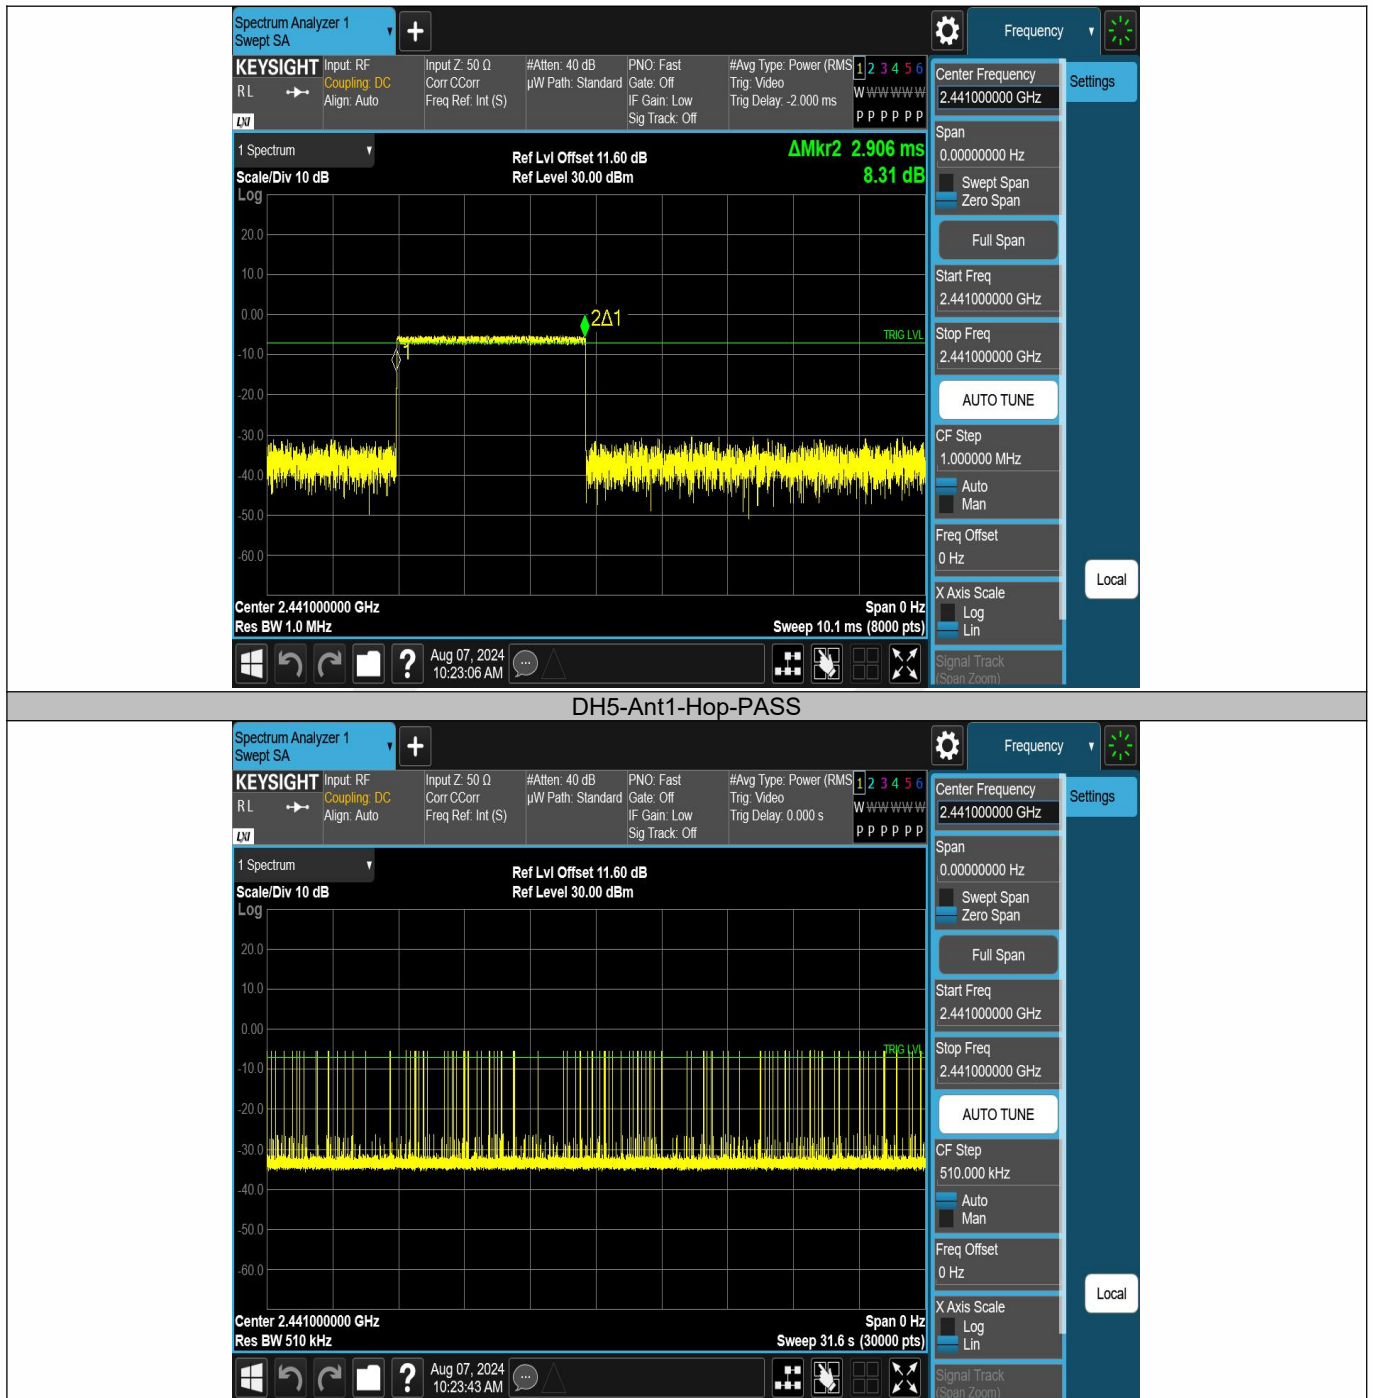 Spectrum Analyzer 1
Swept SA
Frequency
KEYSIGHT
RL
LXI
Input: RF
Coupling: DC
Align: Auto
Input Z: 50 Ω
Corr CCorr
Freq Ref: Int (S)
#Atten: 40 dB
µW Path: Standard
PNO: Fast
Gate: Off
IF Gain: Low
Sig Track: Off
#Avg Type: Power (RMS
Trig: Video
Trig Delay: -2.000 ms
1 2 3 4 5 6
W W W W W W
P P P P P P
1 Spectrum
Scale/Div 10 dB
Log
Ref Lvl Offset 11.60 dB
Ref Level 30.00 dBm
ΔMkr2 2.906 ms
8.31 dB
20.0
10.0
0.00
-10.0
-20.0
-30.0
-40.0
-50.0
-60.0
2Δ1
1
TRIG LVL
Center 2.441000000 GHz
Res BW 1.0 MHz
Span 0 Hz
Sweep 10.1 ms (8000 pts)
Aug 07, 2024
10:23:06 AM
Center Frequency
2.441000000 GHz
Settings
Span
0.00000000 Hz
Swept Span
Zero Span
Full Span
Start Freq
2.441000000 GHz
Stop Freq
2.441000000 GHz
AUTO TUNE
CF Step
1.000000 MHz
Auto
Man
Freq Offset
0 Hz
X Axis Scale
Log
Lin
Local
Signal Track
(Span Zoom)
DH5-Ant1-Hop-PASS
Spectrum Analyzer 1
Swept SA
Frequency
KEYSIGHT
RL
LXI
Input: RF
Coupling: DC
Align: Auto
Input Z: 50 Ω
Corr CCorr
Freq Ref: Int (S)
#Atten: 40 dB
µW Path: Standard
PNO: Fast
Gate: Off
IF Gain: Low
Sig Track: Off
#Avg Type: Power (RMS
Trig: Video
Trig Delay: 0.000 s
1 2 3 4 5 6
W W W W W W
P P P P P P
1 Spectrum
Scale/Div 10 dB
Log
Ref Lvl Offset 11.60 dB
Ref Level 30.00 dBm
20.0
10.0
0.00
-10.0
-20.0
-30.0
-40.0
-50.0
-60.0
TRIG LVL
Center 2.441000000 GHz
Res BW 510 kHz
Span 0 Hz
Sweep 31.6 s (30000 pts)
Aug 07, 2024
10:23:43 AM
Center Frequency
2.441000000 GHz
Settings
Span
0.00000000 Hz
Swept Span
Zero Span
Full Span
Start Freq
2.441000000 GHz
Stop Freq
2.441000000 GHz
AUTO TUNE
CF Step
510.000 kHz
Auto
Man
Freq Offset
0 Hz
X Axis Scale
Log
Lin
Local
Signal Track
(Span Zoom)